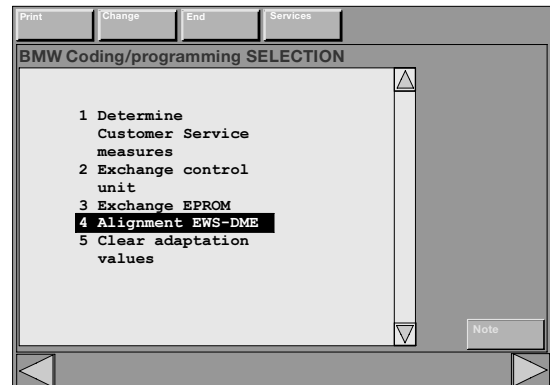 Print Change End Services
BMW Coding/programming SELECTION
1 Determine
Customer Service
measures
2 Exchange control
unit
3 Exchange EPROM
4 Alignment EWS-DME
5 Clear adaptation
values
Note